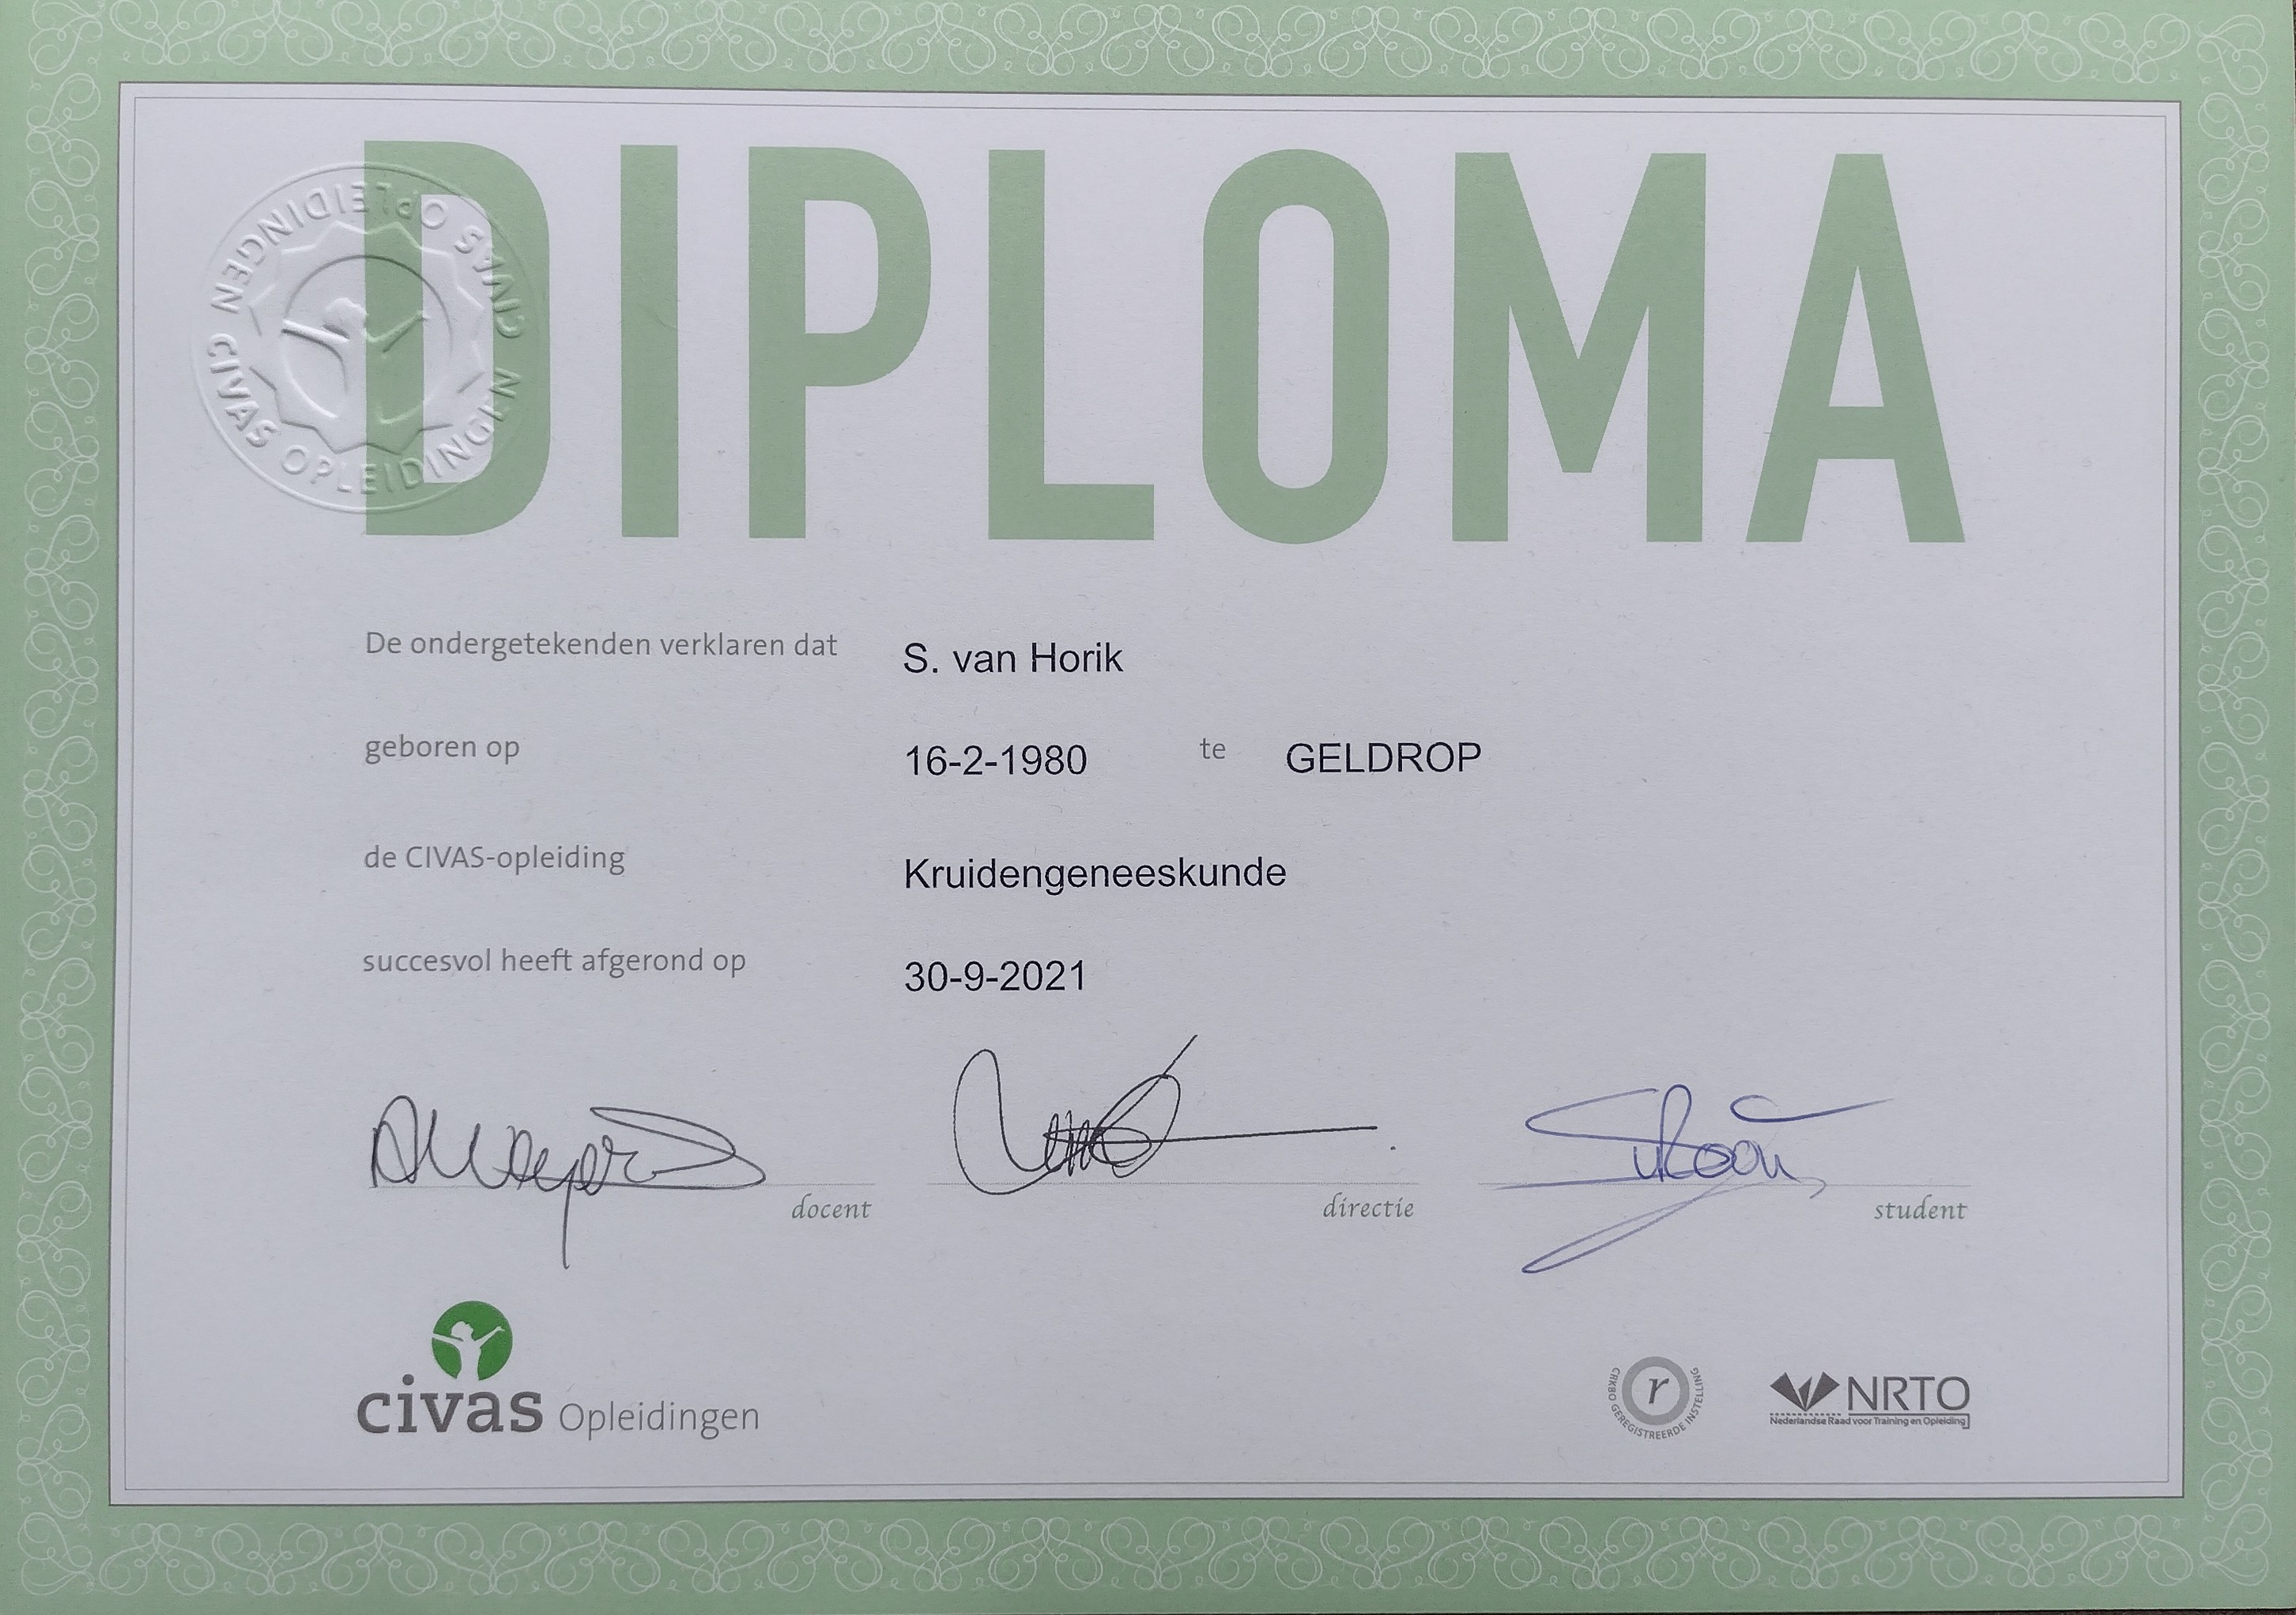 DIPLOMA
CIVAS OPLEIDINGEN CIVAS OPLEIDINGEN
De ondergetekenden verklaren dat S. van Horik
geboren op 16-2-1980 te GELDROP
de CIVAS-opleiding Kruidengeneeskunde
succesvol heeft afgerond op 30-9-2021
docent directie student
civas Opleidingen
r
CRKBO GEREGISTREERDE INSTELLING
NRTO
Nederlandse Raad voor Training en Opleiding